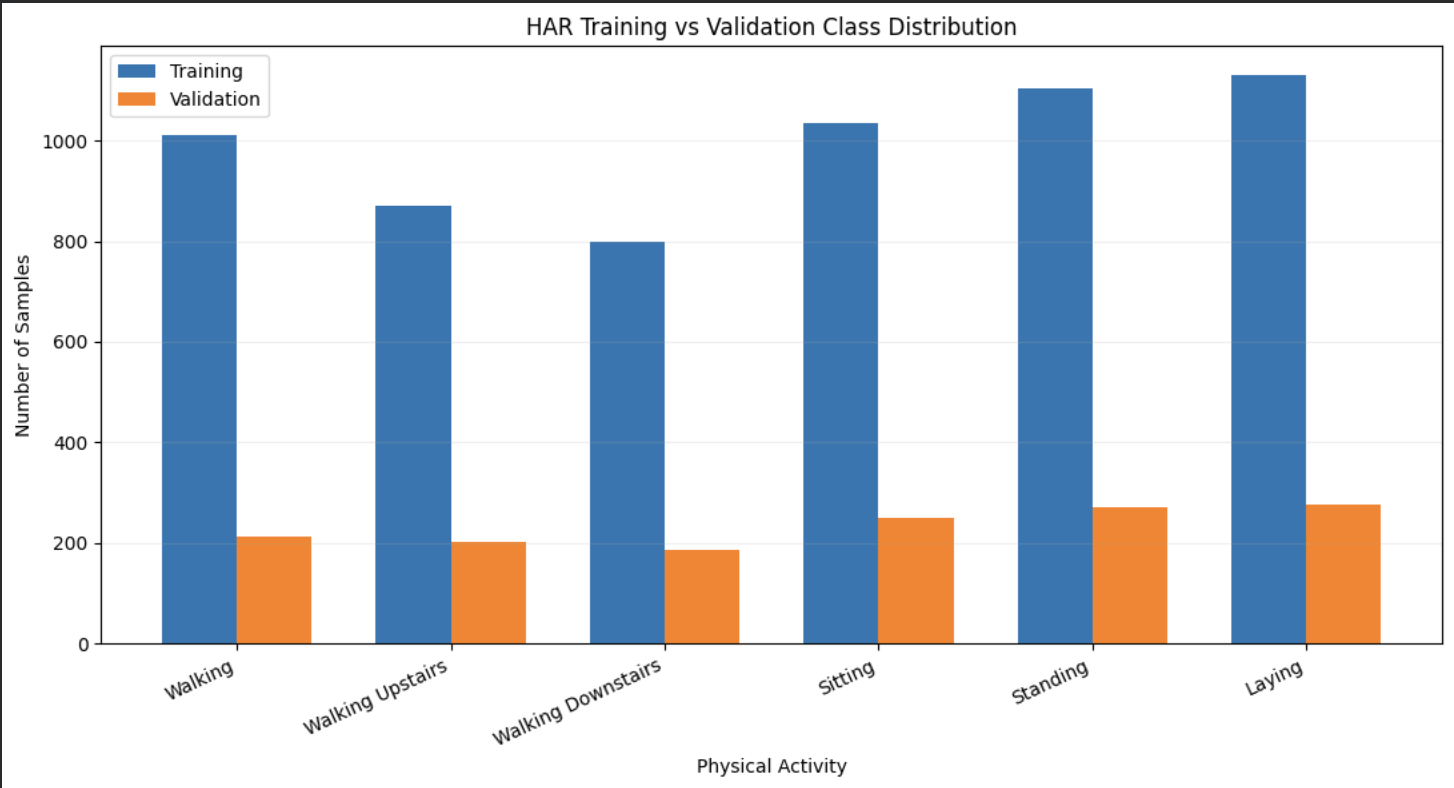 HAR Training vs Validation Class Distribution
Training
Validation
Number of Samples
1000
800
600
400
200
0
Walking
Walking Upstairs
Walking Downstairs
Sitting
Standing
Laying
Physical Activity